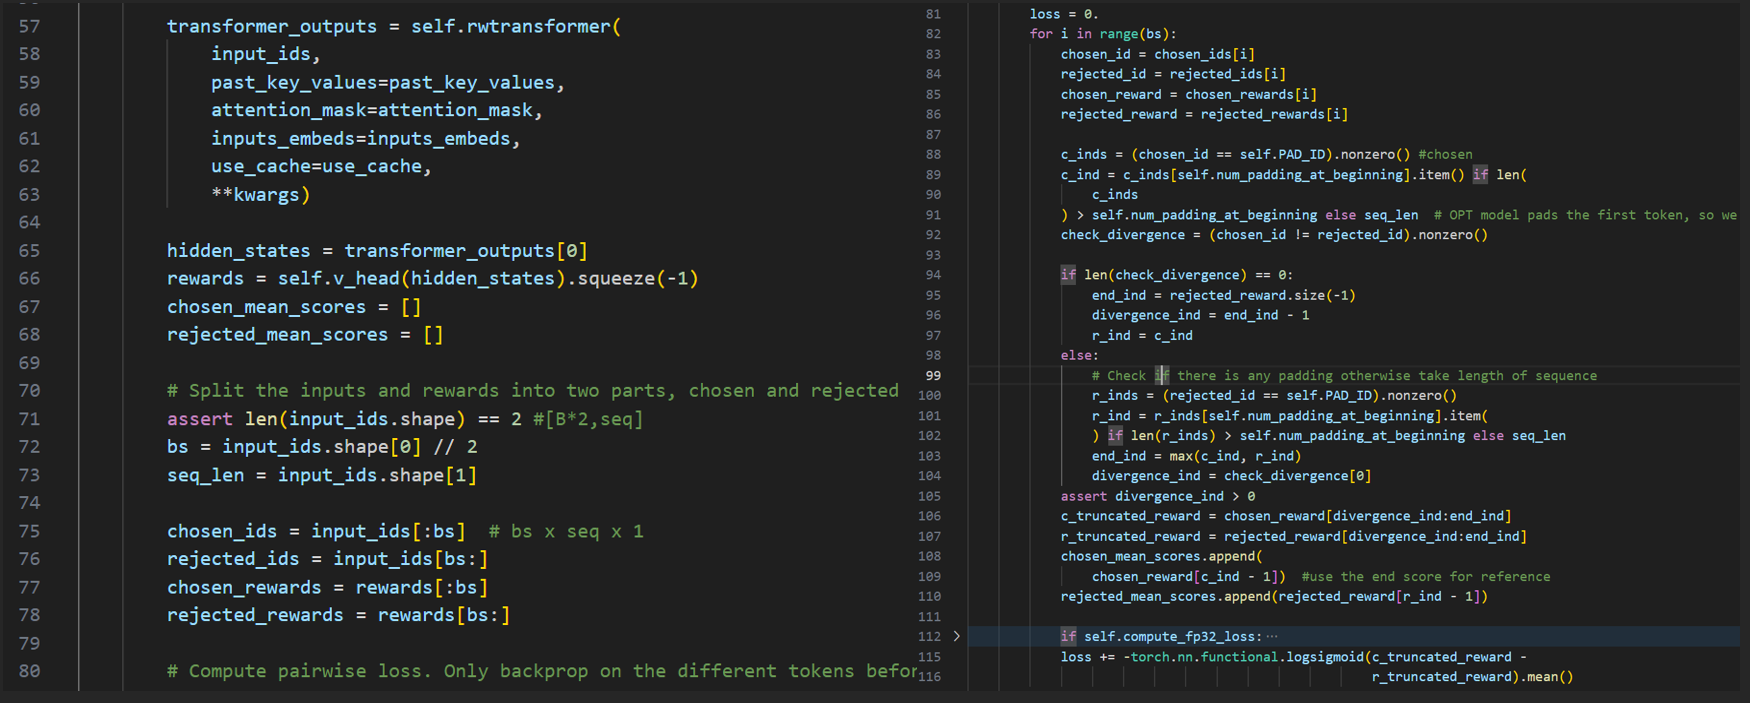 57 transformer_outputs = self.rwtransformer(
58 input_ids,
59 past_key_values=past_key_values,
60 attention_mask=attention_mask,
61 inputs_embeds=inputs_embeds,
62 use_cache=use_cache,
63 **kwargs)
64
65 hidden_states = transformer_outputs[0]
66 rewards = self.v_head(hidden_states).squeeze(-1)
67 chosen_mean_scores = []
68 rejected_mean_scores = []
69
70 # Split the inputs and rewards into two parts, chosen and rejected
71 assert len(input_ids.shape) == 2 #[B*2,seq]
72 bs = input_ids.shape[0] // 2
73 seq_len = input_ids.shape[1]
74
75 chosen_ids = input_ids[:bs]  # bs x seq x 1
76 rejected_ids = input_ids[bs:]
77 chosen_rewards = rewards[:bs]
78 rejected_rewards = rewards[bs:]
79
80 # Compute pairwise loss. Only backprop on the different tokens befor
81 loss = 0.
82 for i in range(bs):
83 chosen_id = chosen_ids[i]
84 rejected_id = rejected_ids[i]
85 chosen_reward = chosen_rewards[i]
86 rejected_reward = rejected_rewards[i]
87
88 c_inds = (chosen_id == self.PAD_ID).nonzero() #chosen
89 c_ind = c_inds[self.num_padding_at_beginning].item() if len(
90 c_inds
91 ) > self.num_padding_at_beginning else seq_len  # OPT model pads the first token, so we
92 check_divergence = (chosen_id != rejected_id).nonzero()
93
94 if len(check_divergence) == 0:
95 end_ind = rejected_reward.size(-1)
96 divergence_ind = end_ind - 1
97 r_ind = c_ind
98 else:
99 # Check if there is any padding otherwise take length of sequence
100 r_inds = (rejected_id == self.PAD_ID).nonzero()
101 r_ind = r_inds[self.num_padding_at_beginning].item(
102 ) if len(r_inds) > self.num_padding_at_beginning else seq_len
103 end_ind = max(c_ind, r_ind)
104 divergence_ind = check_divergence[0]
105 assert divergence_ind > 0
106 c_truncated_reward = chosen_reward[divergence_ind:end_ind]
107 r_truncated_reward = rejected_reward[divergence_ind:end_ind]
108 chosen_mean_scores.append(
109 chosen_reward[c_ind - 1])  #use the end score for reference
110 rejected_mean_scores.append(rejected_reward[r_ind - 1])
111
112 > if self.compute_fp32_loss: ···
115 loss += -torch.nn.functional.logsigmoid(c_truncated_reward -
116 r_truncated_reward).mean()